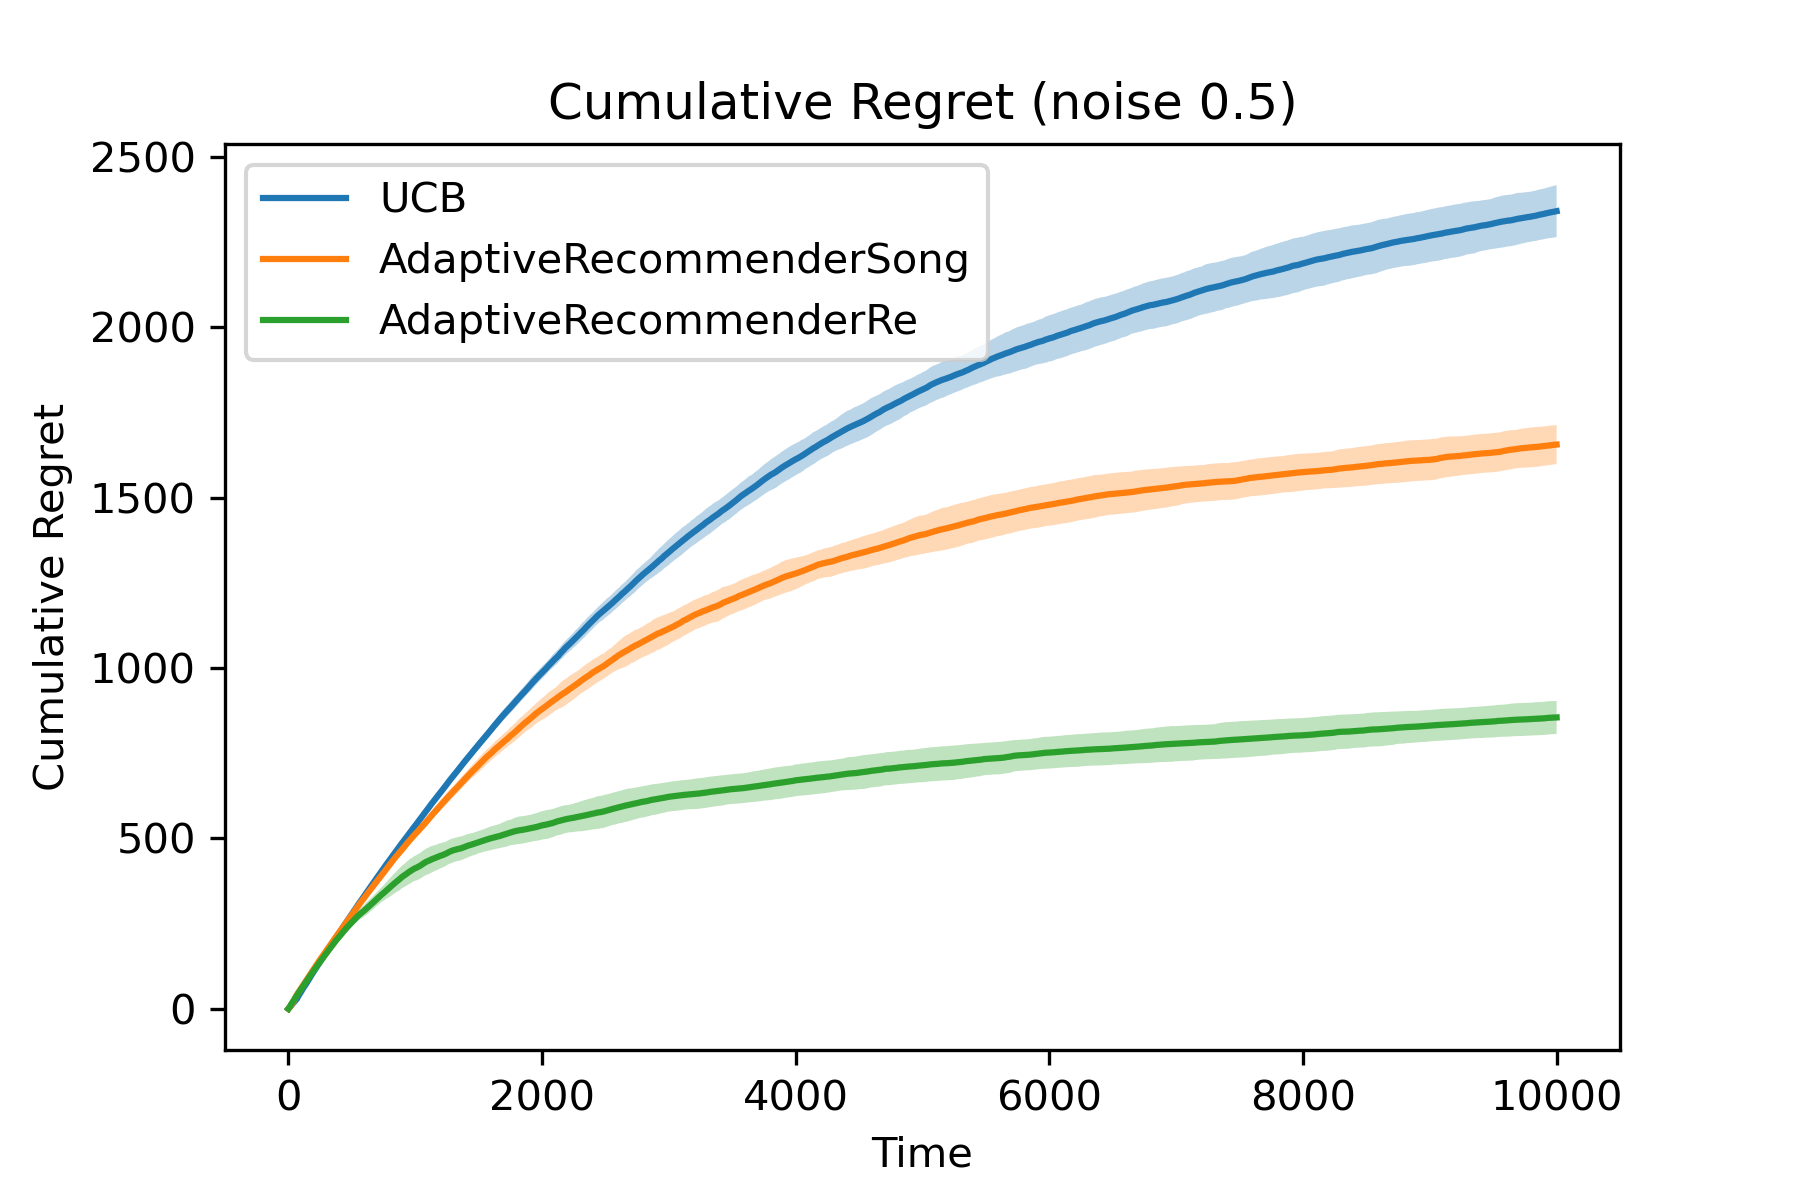 Cumulative Regret (noise 0.5)
2500
2000
1500
1000
500
0
Cumulative Regret
UCB
AdaptiveRecommenderSong
AdaptiveRecommenderRe
0 2000 4000 6000 8000 10000
Time